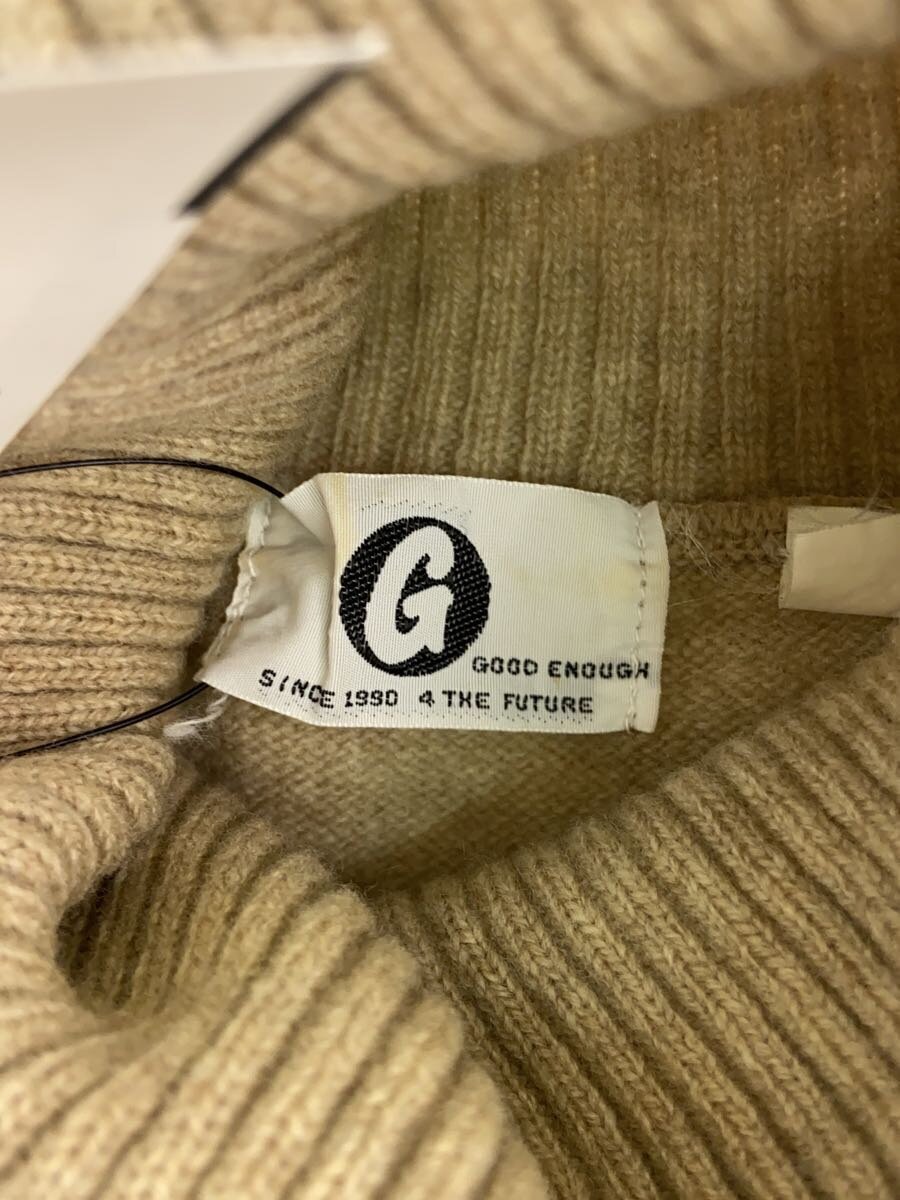 G
GOOD ENOUGH
SINCE 1990 4 THE FUTURE